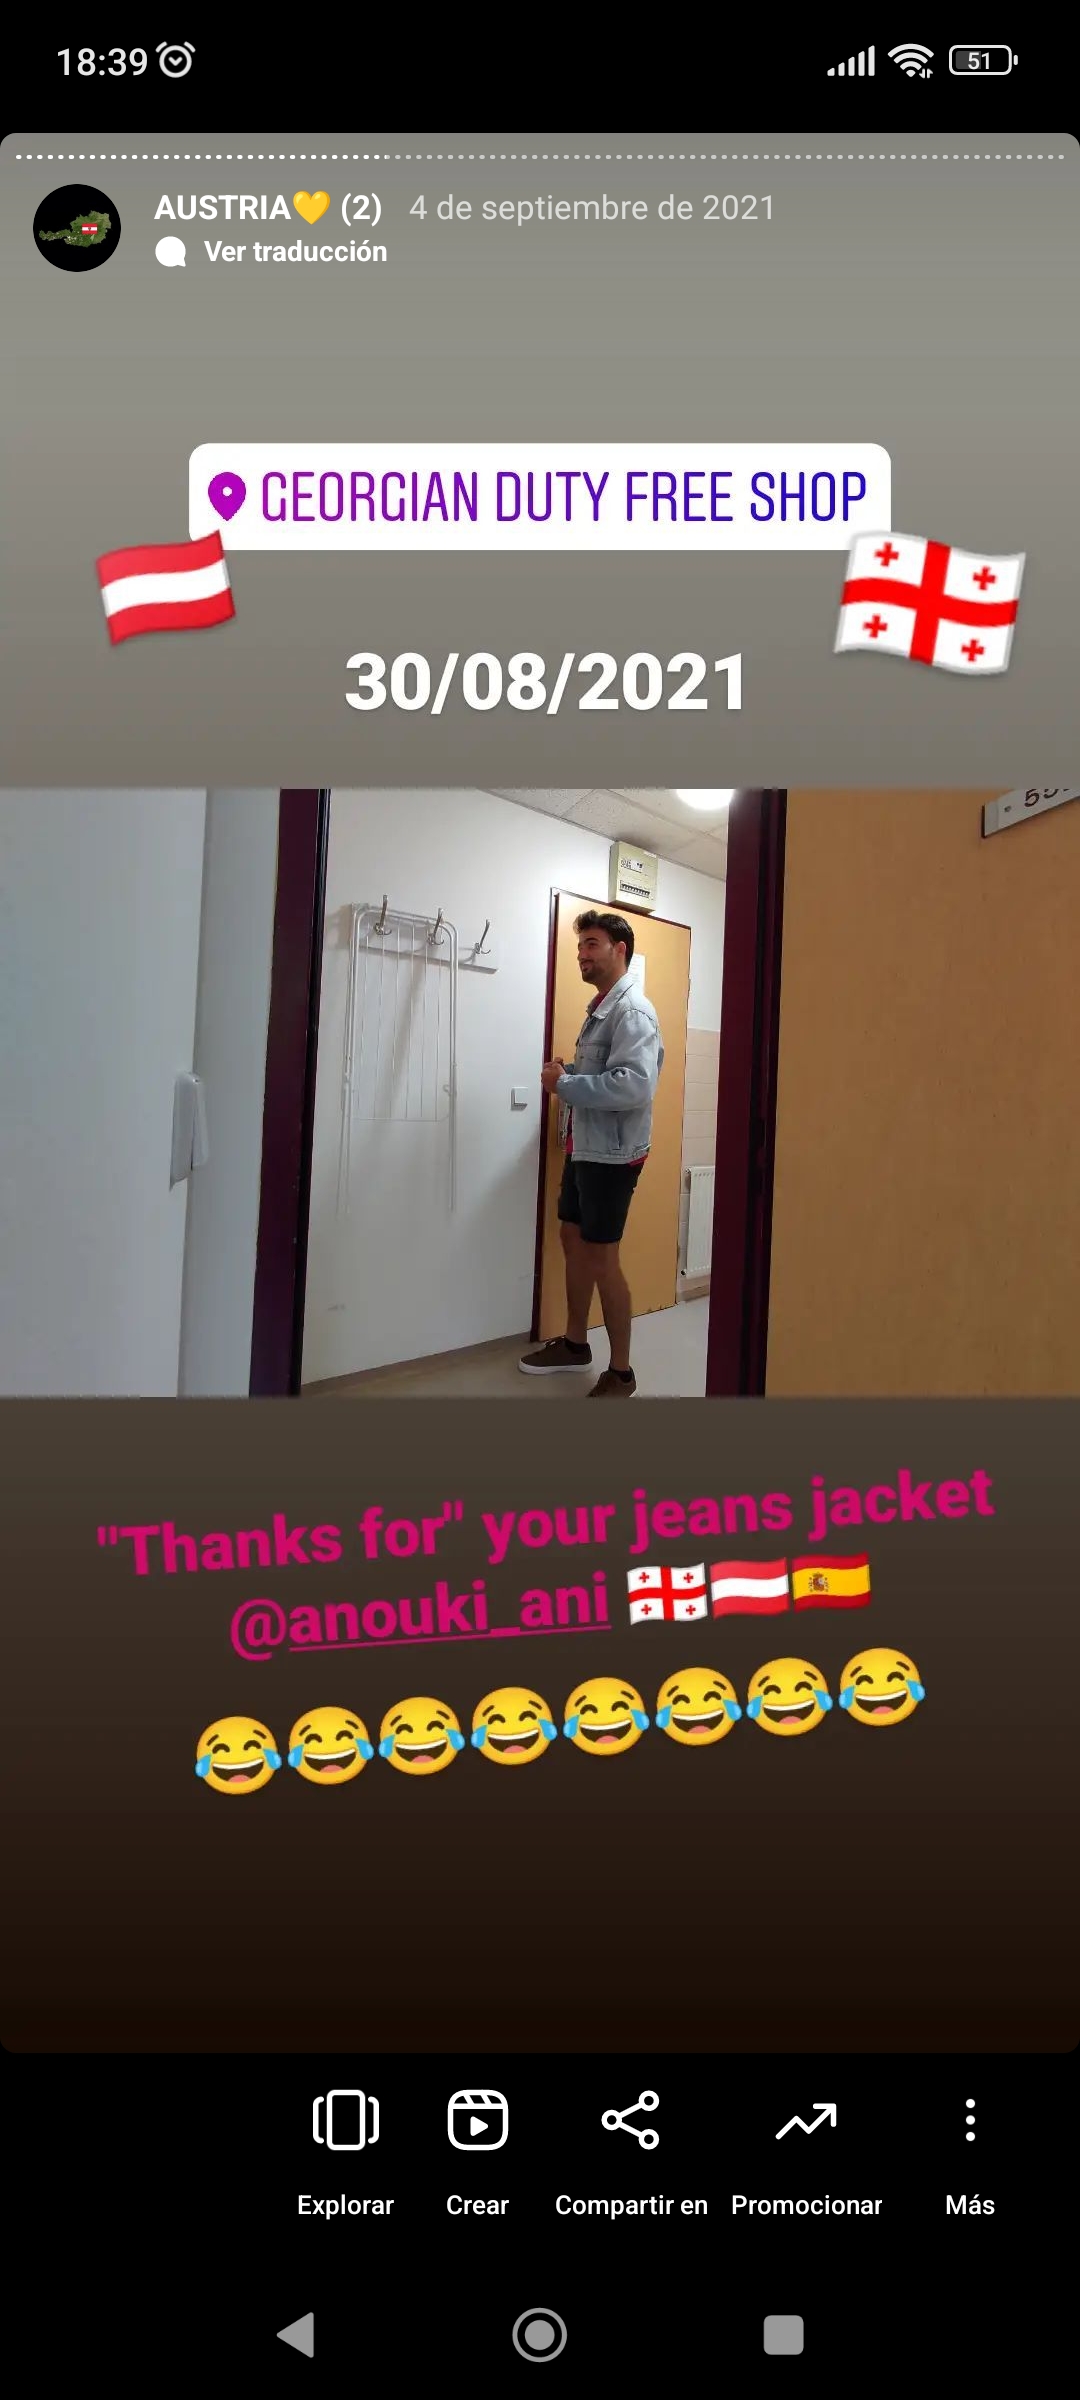 18:39
51
AUSTRIA💛 (2) 4 de septiembre de 2021
Ver traducción
GEORGIAN DUTY FREE SHOP
30/08/2021
"Thanks for" your jeans jacket
@anouki_ani 🇬🇪🇦🇹🇪🇸
😂😂😂😂😂😂😂😂
Explorar Crear Compartir en Promocionar Más